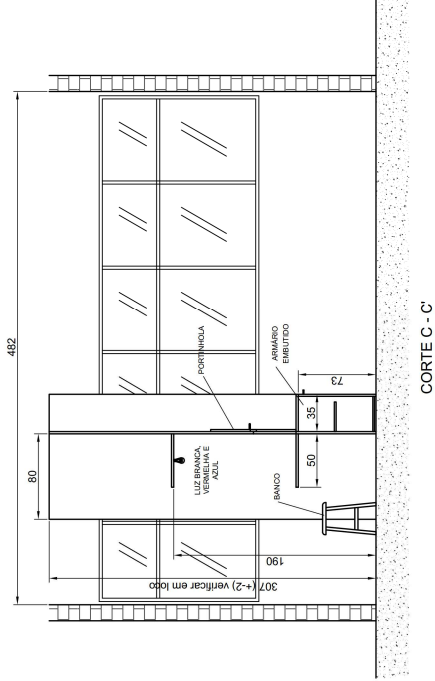 482
80
PORTINHOLA
ARMÁRIO
EMBUTIDO
LUZ BRANCA,
VERMELHA E
AZUL
35
73
50
BANCO
190
307 (+-2) verificar em loco
CORTE C - C'